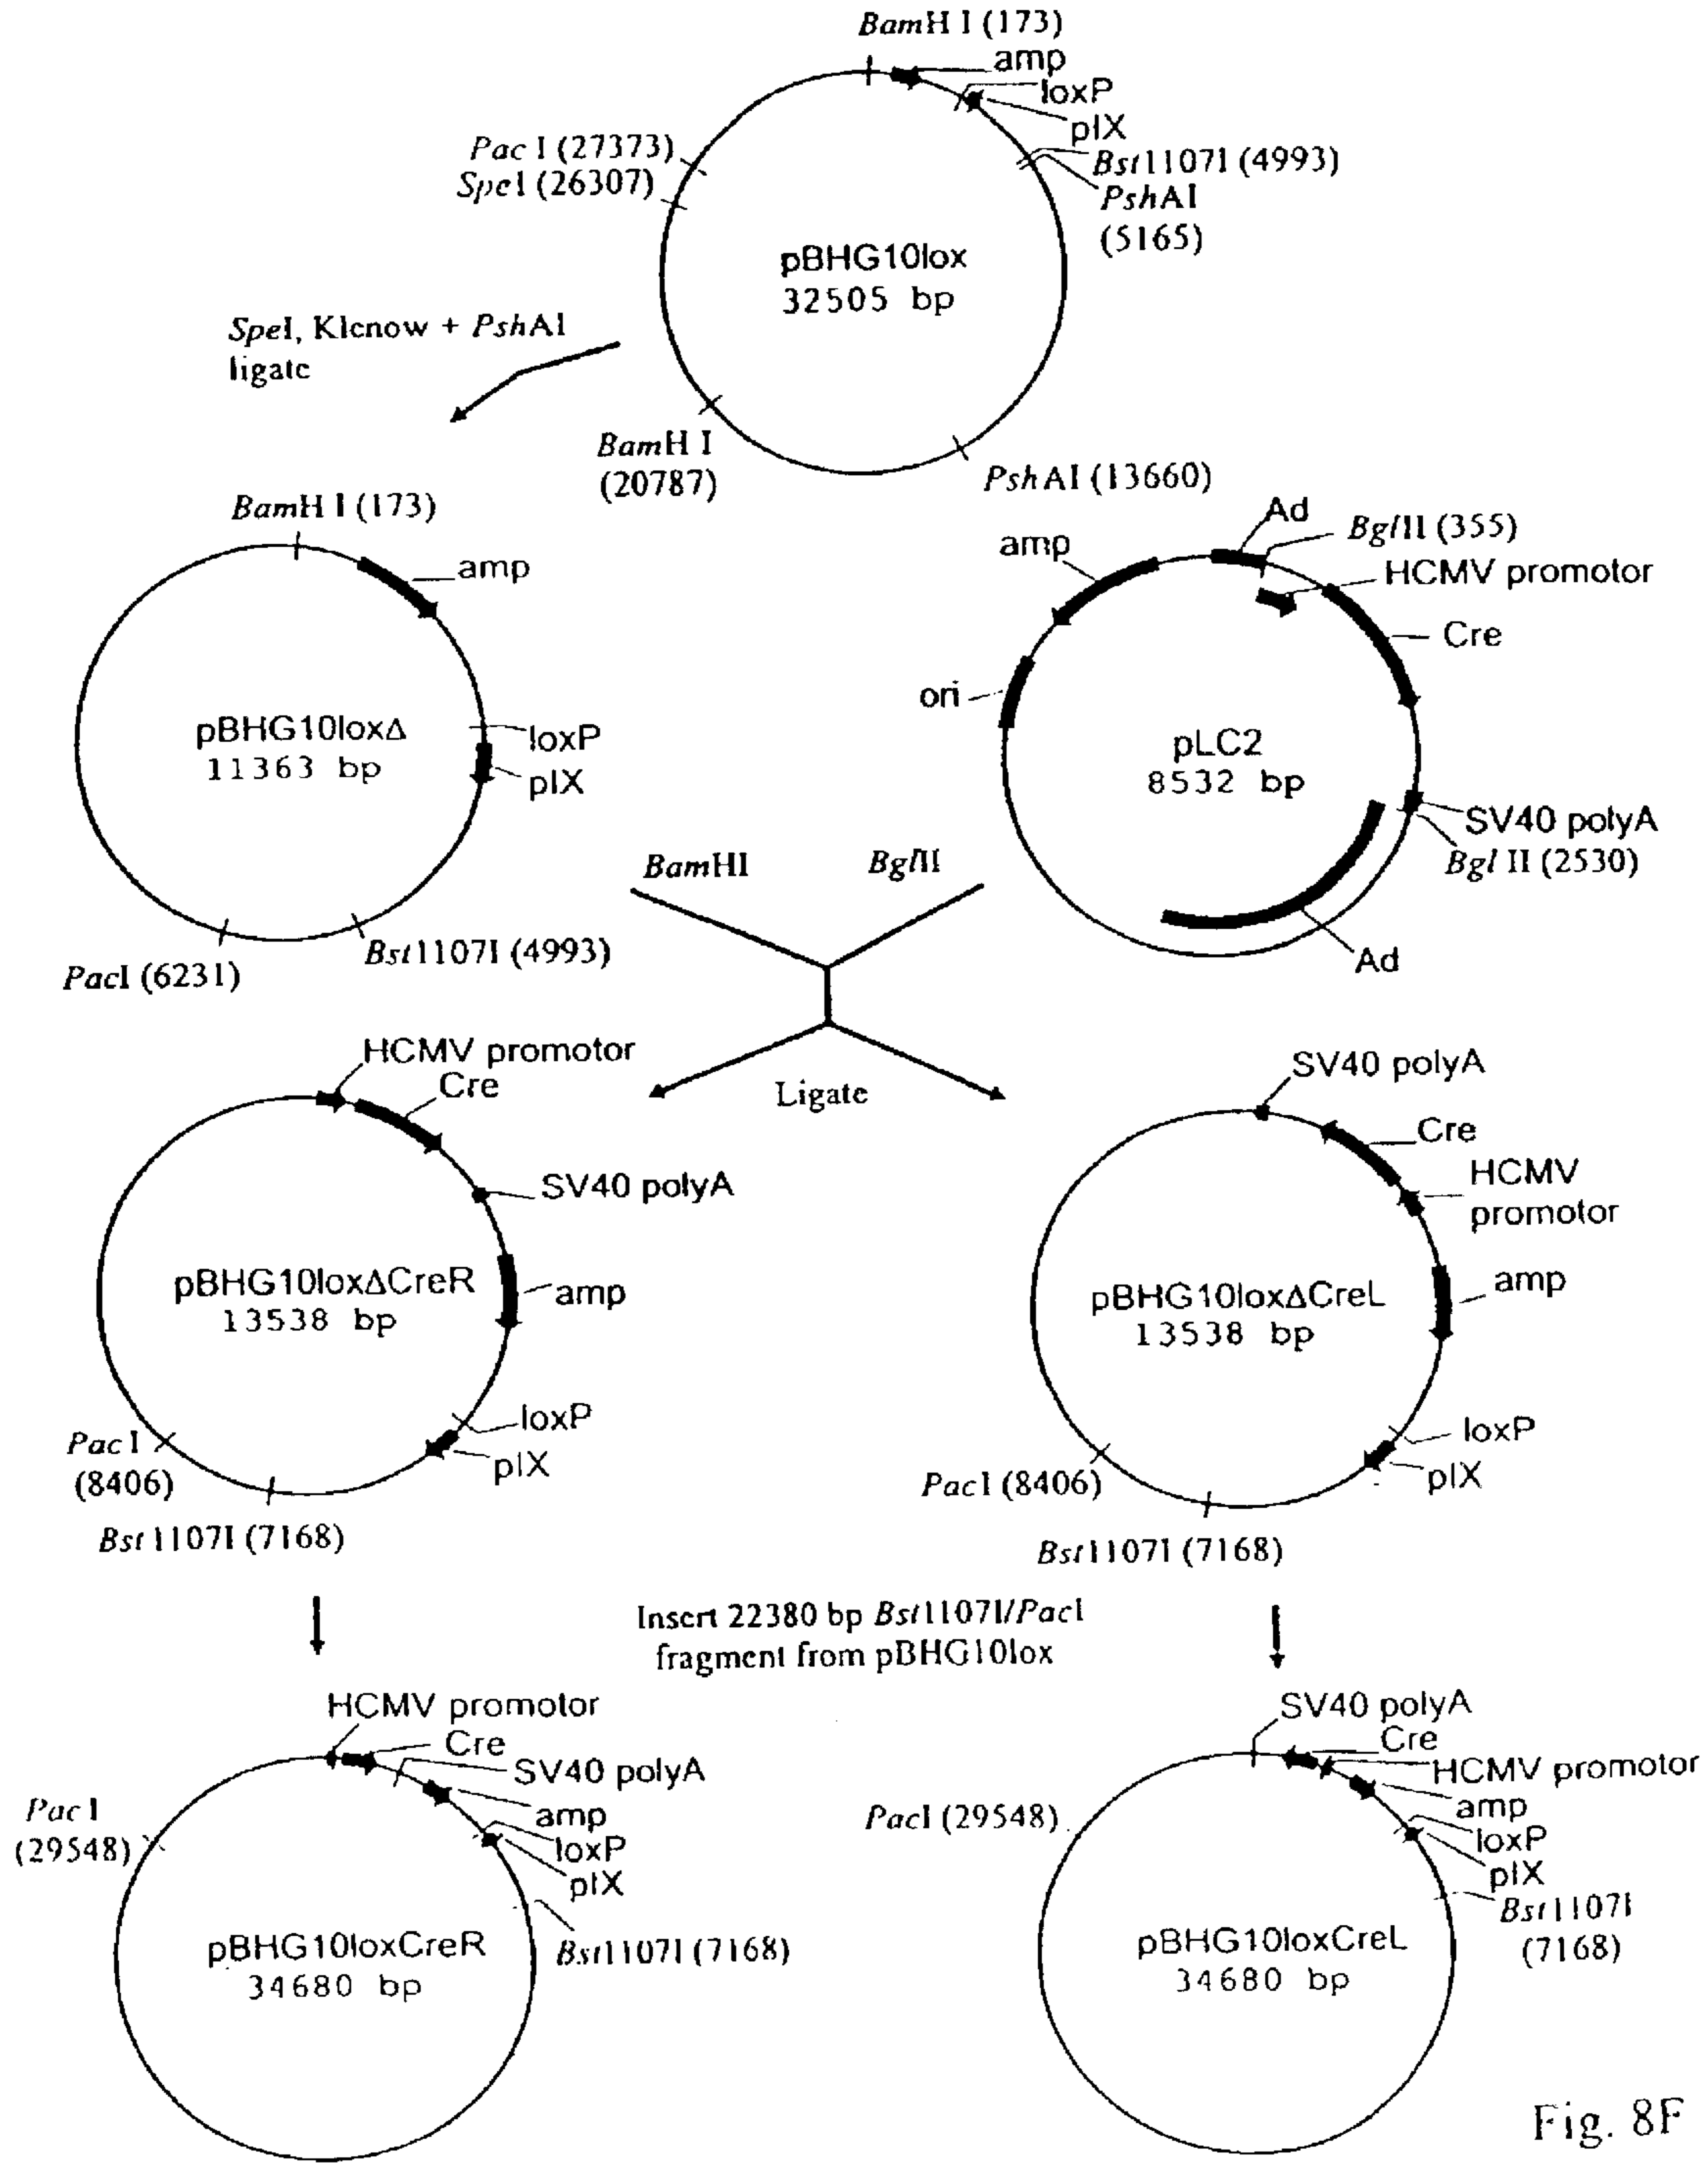 BamH I (173)
amp
loxP
pIX
Bst1107I (4993)
PshAI
(5165)
Pac I (27373)
SpeI (26307)
pBHG10lox
32505 bp
SpeI, Klenow + PshAI
ligate
BamH I
(20787)
PshAI (13660)
BamH I (173)
amp
pBHG10loxΔ
11363 bp
loxP
pIX
PacI (6231)
Bst1107I (4993)
Ad
BglII (355)
amp
HCMV promotor
Cre
ori
pLC2
8532 bp
SV40 polyA
Bgl II (2530)
Ad
BamHI
BglII
Ligate
HCMV promotor
Cre
SV40 polyA
pBHG10loxΔCreR
13538 bp
amp
loxP
pIX
Pac I
(8406)
Bst1107I (7168)
SV40 polyA
Cre
HCMV
promotor
pBHG10loxΔCreL
13538 bp
amp
loxP
pIX
PacI (8406)
Bst1107I (7168)
Insert 22380 bp Bst1107I/PacI
fragment from pBHG10lox
HCMV promotor
Cre
SV40 polyA
amp
loxP
pIX
Pac I
(29548)
Bst1107I (7168)
pBHG10loxCreR
34680 bp
SV40 polyA
Cre
HCMV promotor
amp
loxP
pIX
PacI (29548)
Bst1107I
(7168)
pBHG10loxCreL
34680 bp
Fig. 8F